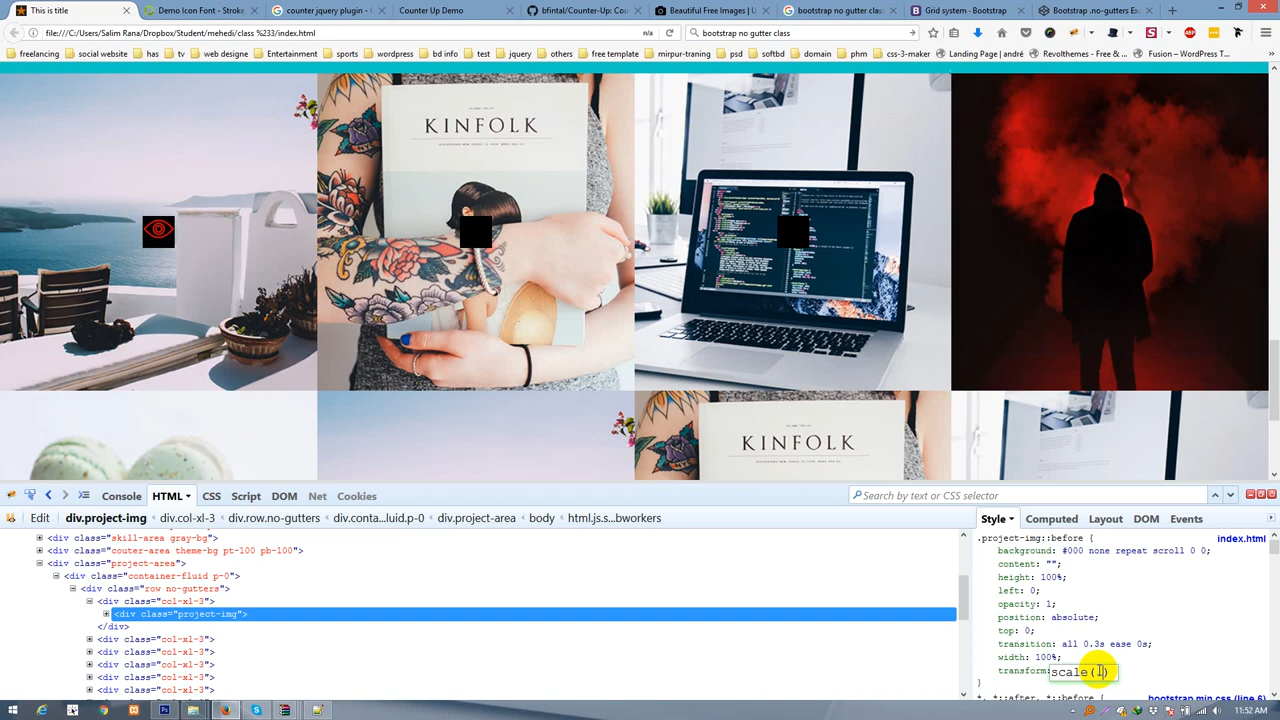 This is title
Demo Icon Font - Stroke
counter jquery plugin - G
Counter Up Demo
bfintal/Counter-Up: Cou
Beautiful Free Images | U
bootstrap no gutter class
Grid system · Bootstrap
Bootstrap .no-gutters Ex
file:///C:/Users/Salim Rana/Dropbox/Student/mehedi/class %233/index.html
n/a
bootstrap no gutter class
freelancing
social website
has
tv
web designe
Entertainment
sports
wordpress
bd info
test
jquery
others
free template
mirpur-traning
psd
softbd
domain
phm
css-3-maker
Landing Page | andré
Revolthemes - Free &
Fusion – WordPress T...
KINFOLK
KINFOLK
Console
HTML
CSS
Script
DOM
Net
Cookies
Search by text or CSS selector
Edit
div.project-img
div.col-xl-3
div.row.no-gutters
div.conta...luid.p-0
div.project-area
body
html.js.s...bworkers
Style
Computed
Layout
DOM
Events
<div class="skill-area gray-bg">
<div class="couter-area theme-bg pt-100 pb-100">
<div class="project-area">
<div class="container-fluid p-0">
<div class="row no-gutters">
<div class="col-xl-3">
<div class="project-img">
</div>
<div class="col-xl-3">
<div class="col-xl-3">
<div class="col-xl-3">
<div class="col-xl-3">
<div class="col-xl-3">
.project-img::before {
index.html
background: #000 none repeat scroll 0 0;
content: "";
height: 100%;
left: 0;
opacity: 1;
position: absolute;
top: 0;
transition: all 0.3s ease 0s;
width: 100%;
transform: scale(1)
}
*, *::after, *::before {
bootstrap.min.css (line 6)
11:52 AM